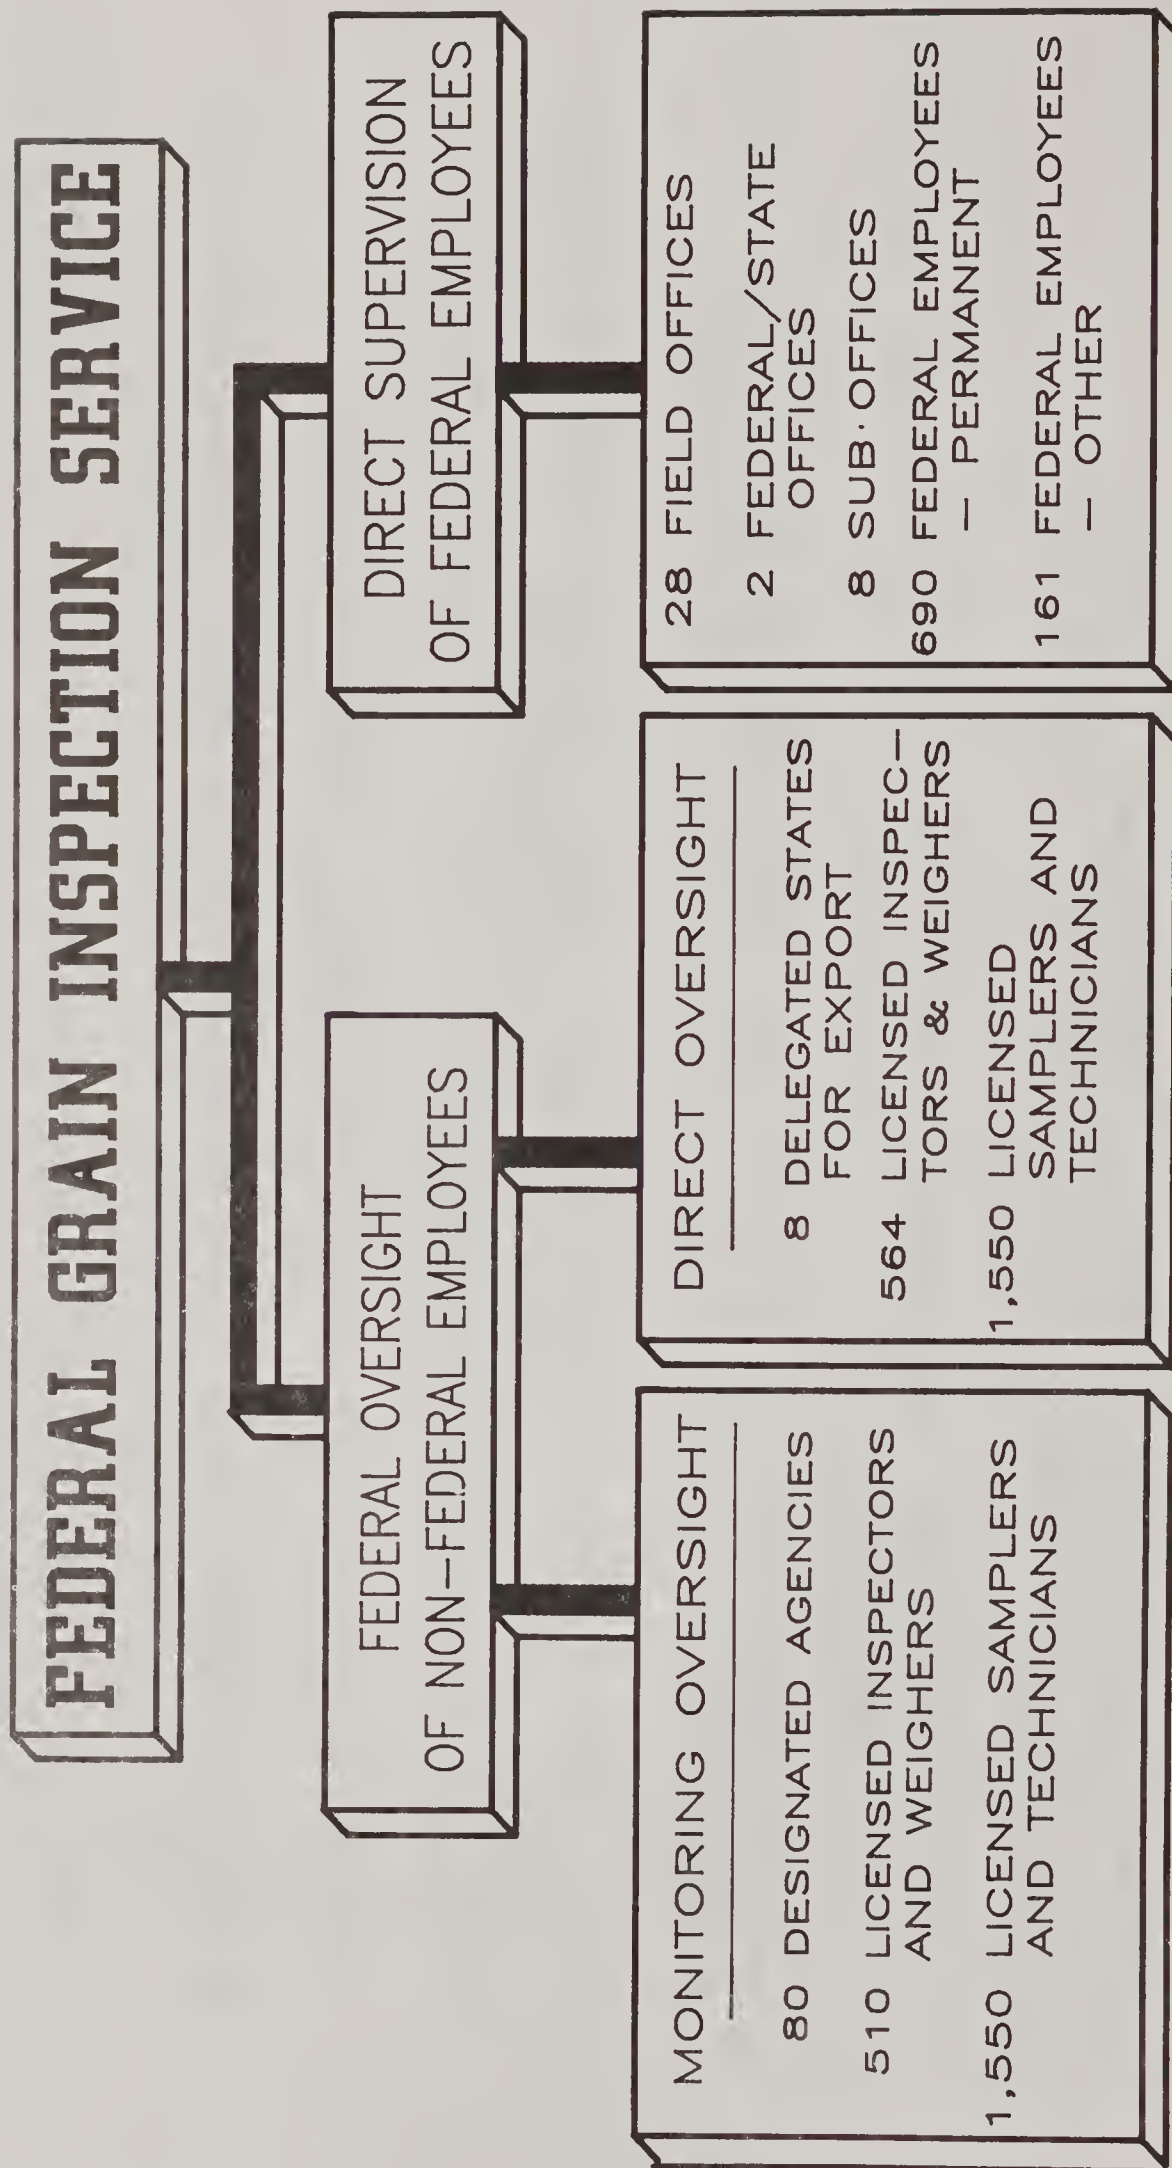 FEDERAL GRAIN INSPECTION SERVICE
FEDERAL OVERSIGHT
OF NON-FEDERAL EMPLOYEES
DIRECT SUPERVISION
OF FEDERAL EMPLOYEES
MONITORING OVERSIGHT
80 DESIGNATED AGENCIES
510 LICENSED INSPECTORS
AND WEIGHERS
1,550 LICENSED SAMPLERS
AND TECHNICIANS
DIRECT OVERSIGHT
8 DELEGATED STATES
FOR EXPORT
564 LICENSED INSPEC-
TORS & WEIGHERS
1,550 LICENSED
SAMPLERS AND
TECHNICIANS
28 FIELD OFFICES
2 FEDERAL/STATE
OFFICES
8 SUB·OFFICES
690 FEDERAL EMPLOYEES
— PERMANENT
161 FEDERAL EMPLOYEES
— OTHER